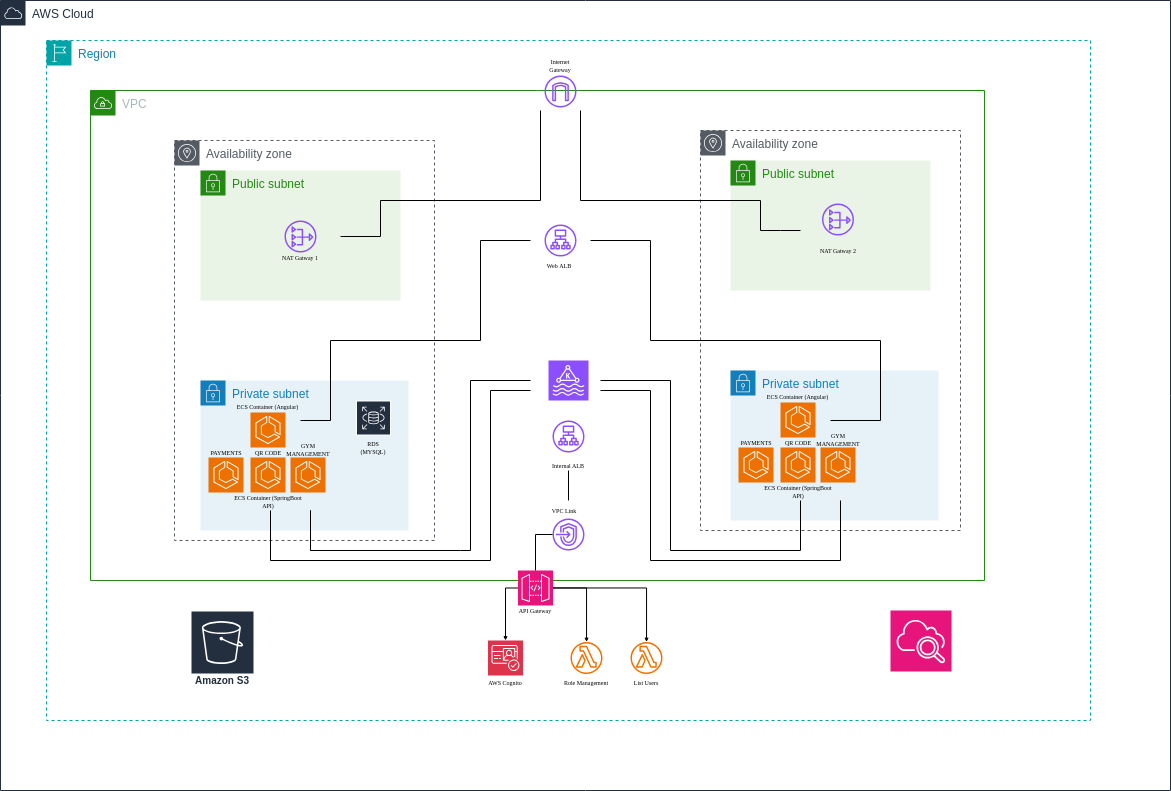 AWS Cloud
Region
VPC
Internet
Gateway
Availability zone
Public subnet
NAT Gatway 1
Availability zone
Public subnet
NAT Gatway 2
Web ALB
Private subnet
ECS Container (Angular)
PAYMENTS
QR CODE
GYM
MANAGEMENT
ECS Container (SpringBoot
API)
RDS
(MYSQL)
K
Internal ALB
VPC Link
Private subnet
ECS Container (Angular)
PAYMENTS
QR CODE
GYM
MANAGEMENT
ECS Container (SpringBoot
API)
API Gateway
Amazon S3
AWS Cognito
Role Management
List Users